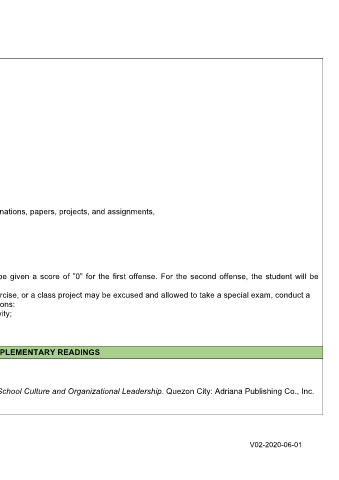 nations, papers, projects, and assignments,
be given a score of "0" for the first offense. For the second offense, the student will be
rcise, or a class project may be excused and allowed to take a special exam, conduct a
ons:
vity;
PLEMENTARY READINGS
School Culture and Organizational Leadership. Quezon City: Adriana Publishing Co., Inc.
V02-2020-06-01